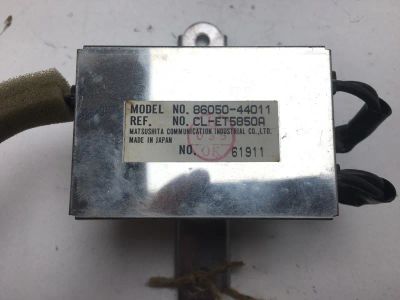 MODEL NO. 86050-44011
REF. NO. CL-ET5850A
MATSUSHITA COMMUNICATION INDUSTRIAL CO.,LTD.
MADE IN JAPAN
NO. 61911